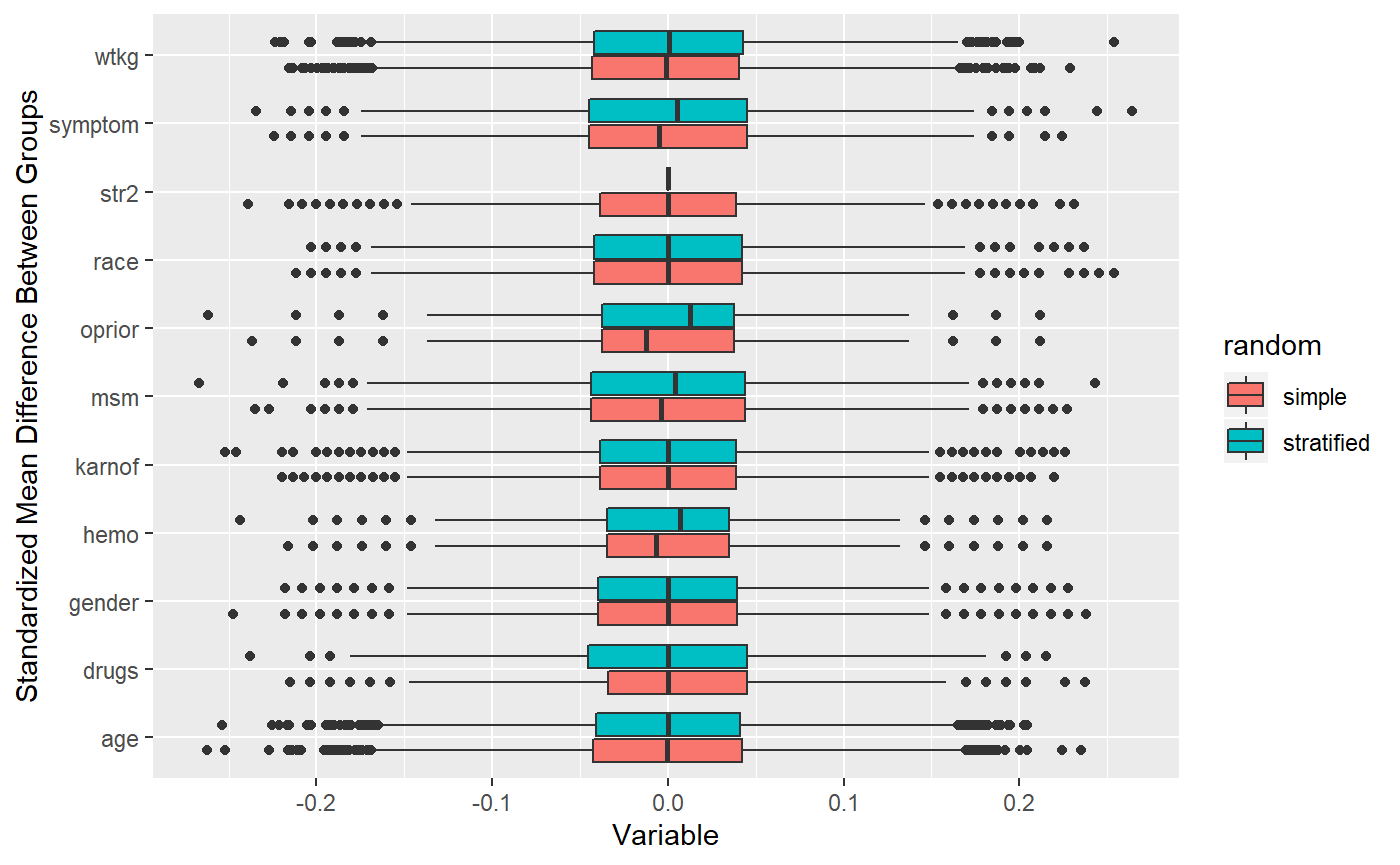 Standardized Mean Difference Between Groups
wtkg
symptom
str2
race
oprior
msm
karnof
hemo
gender
drugs
age
-0.2
-0.1
0.0
0.1
0.2
Variable
random
simple
stratified